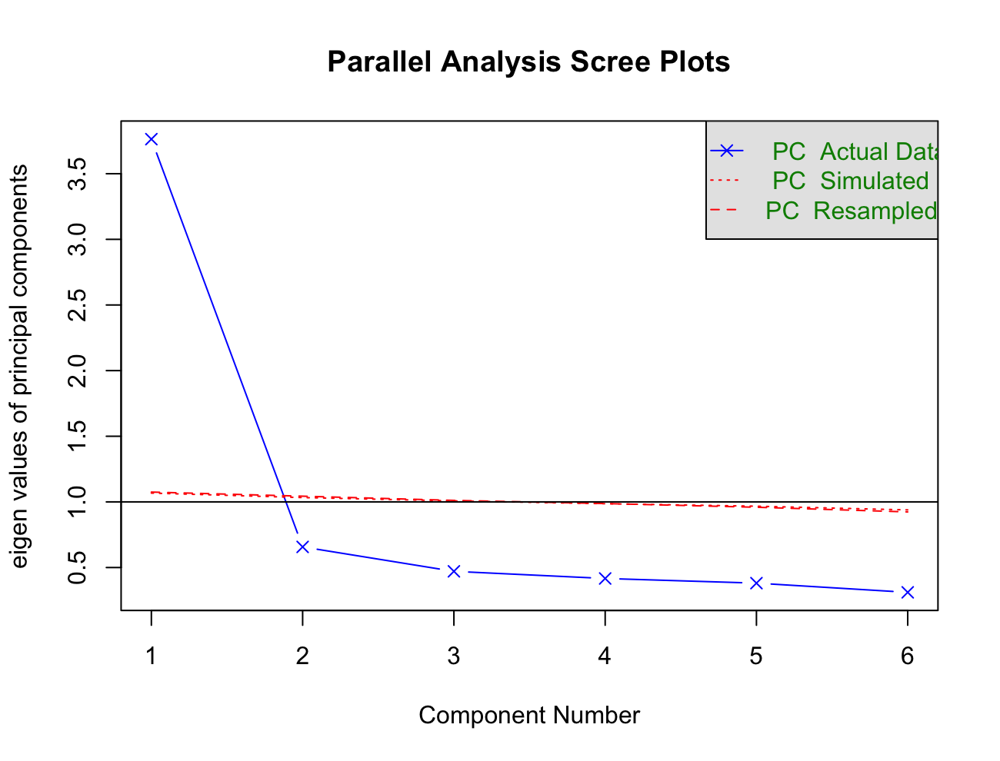 Parallel Analysis Scree Plots
PC Actual Data
PC Simulated
PC Resampled
eigen values of principal components
3.5
3.0
2.5
2.0
1.5
1.0
0.5
1 2 3 4 5 6
Component Number